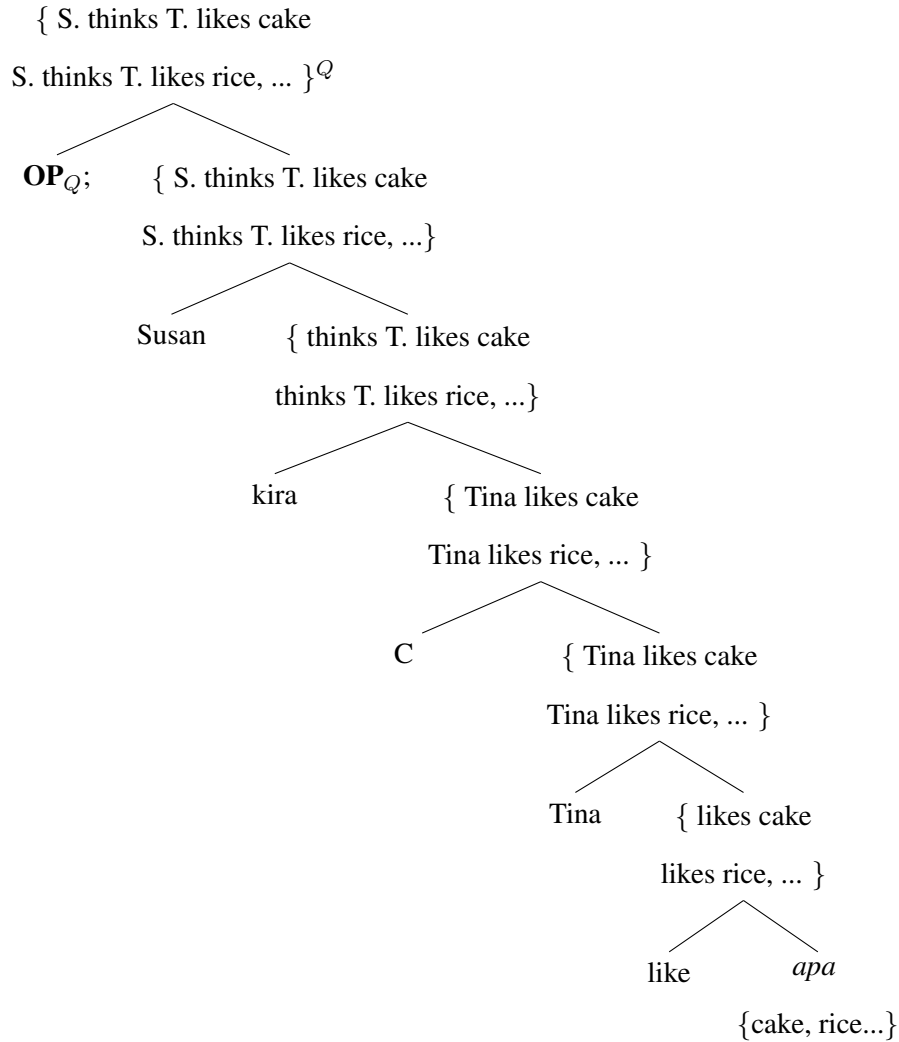 { S. thinks T. likes cake
S. thinks T. likes rice, ... }^Q
OP_Q; { S. thinks T. likes cake
S. thinks T. likes rice, ...}
Susan { thinks T. likes cake
thinks T. likes rice, ...}
kira { Tina likes cake
Tina likes rice, ... }
C { Tina likes cake
Tina likes rice, ... }
Tina { likes cake
likes rice, ... }
like apa
{cake, rice...}